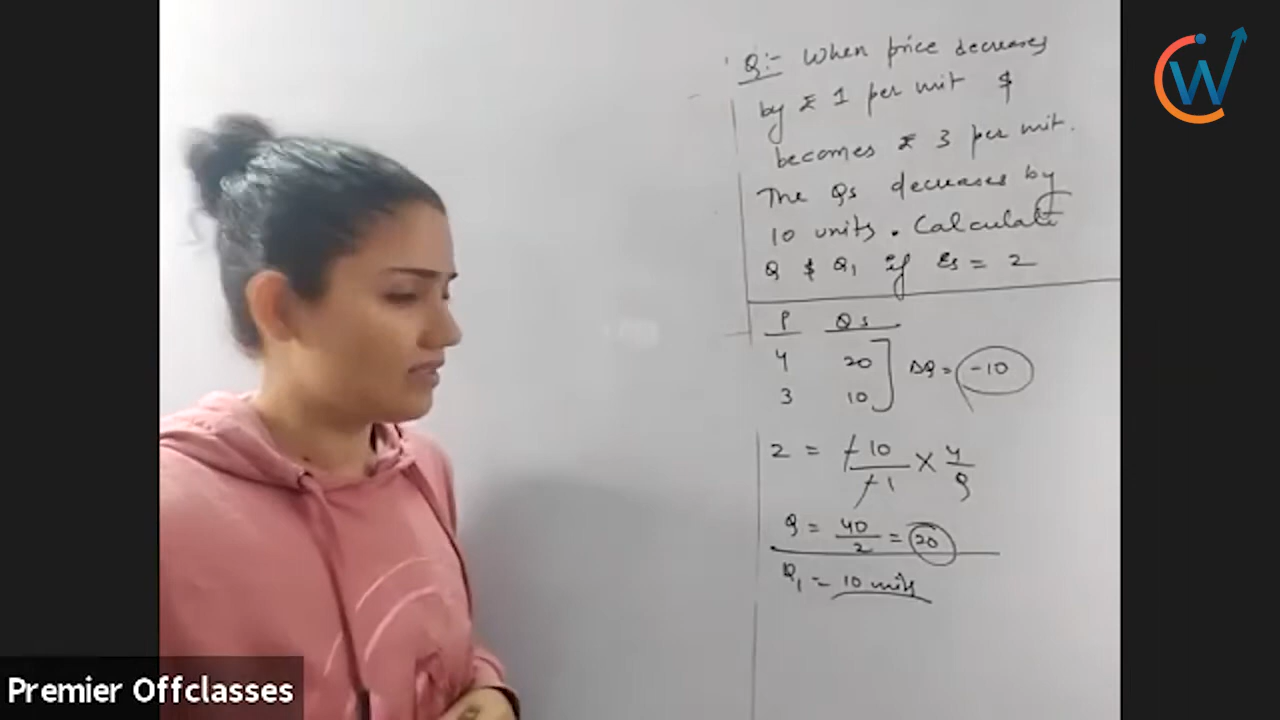 Q:- When price decreases
by ₹ 1 per unit &
becomes ₹ 3 per unit.
The Qs decreases by
10 units. Calculate
Q & Q₁ if Es = 2
P Qs
4 20
3 10
ΔQ = -10
2 = -10/-1 × 4/Q
Q = 40/2 = 20
Q₁ = 10 units
CW
Premier Offclasses